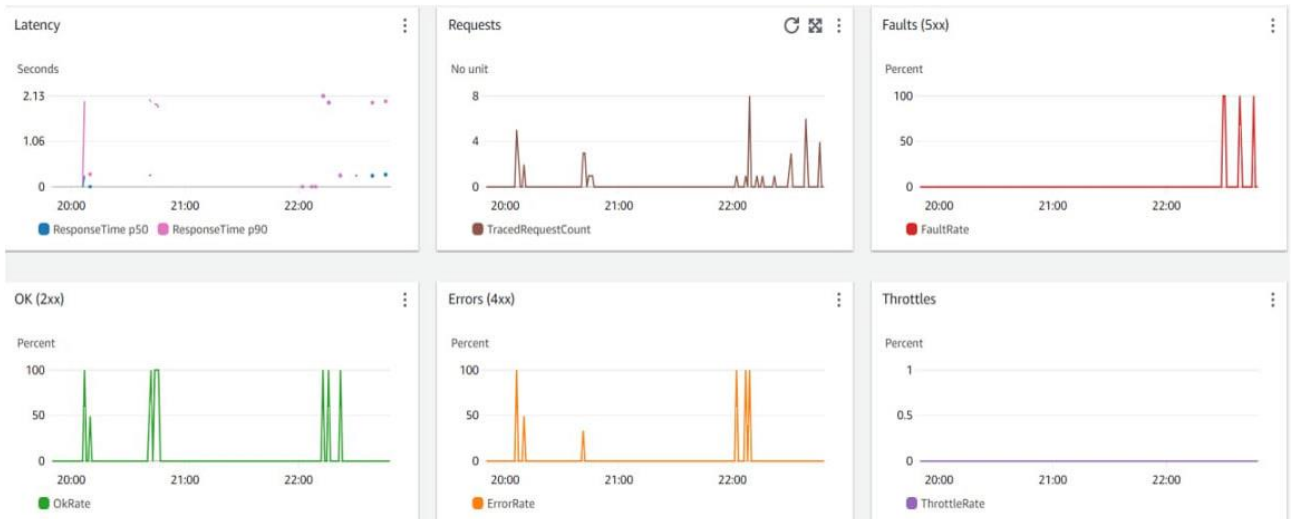 Latency
Seconds
2.13
1.06
0
20:00 21:00 22:00
ResponseTime p50 ResponseTime p90
Requests
No unit
8
4
0
20:00 21:00 22:00
TracedRequestCount
Faults (5xx)
Percent
100
50
0
20:00 21:00 22:00
FaultRate
OK (2xx)
Percent
100
50
0
20:00 21:00 22:00
OkRate
Errors (4xx)
Percent
100
50
0
20:00 21:00 22:00
ErrorRate
Throttles
Percent
1
0.5
0
20:00 21:00 22:00
ThrottleRate